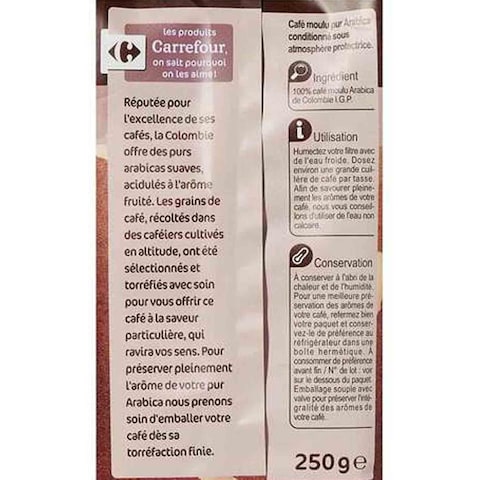 les produits
Carrefour,
on sait pourquoi
on les aime!
Réputée pour
l'excellence de ses
cafés, la Colombie
offre des purs
arabicas suaves,
acidulés à l'arôme
fruité. Les grains de
café, récoltés dans
des caféiers cultivés
en altitude, ont été
sélectionnés et
torréfiés avec soin
pour vous offrir ce
café à la saveur
particulière, qui
ravira vos sens. Pour
préserver pleinement
l'arôme de votre pur
Arabica nous prenons
soin d'emballer votre
café dès sa
torréfaction finie.
Café moulu pur Arabica
conditionné sous
atmosphère protectrice.
Ingrédient
100% café moulu Arabica
de Colombie I.G.P.
Utilisation
Humectez votre filtre avec
de l'eau froide. Dosez
environ une grande cuil-
lère de café par tasse.
Afin de savourer pleine-
ment les arômes de votre
café, nous vous conseil-
lons d'utiliser de l'eau non
calcaire.
Conservation
À conserver à l'abri de la
chaleur et de l'humidité.
Pour une meilleure pré-
servation des arômes de
votre café, refermez bien
votre paquet et conser-
vez-le de préférence au
réfrigérateur dans une
boîte hermétique. À
consommer de préférence
avant fin / N° de lot : voir
sur le dessous du paquet.
Emballage souple avec
valve pour préserver l'inté-
gralité des arômes de
votre café.
250g e